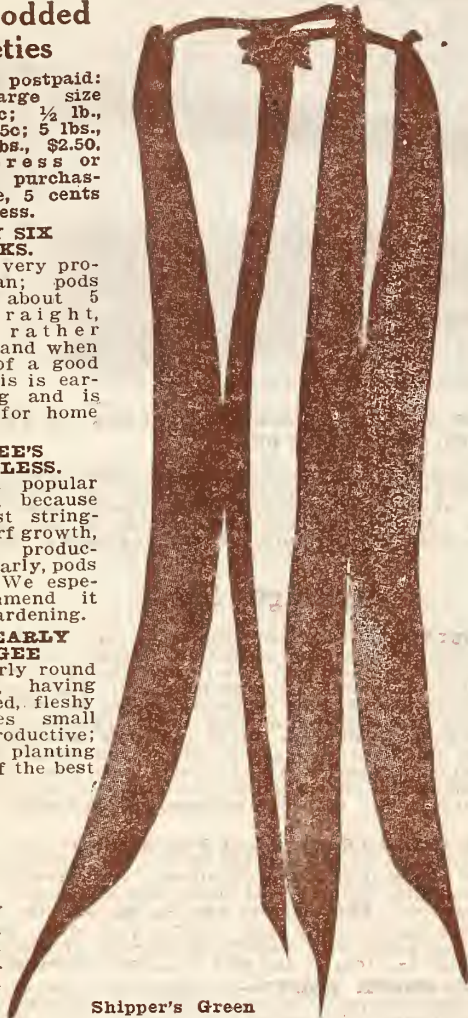 odded
eties
postpaid:
arge size
c; ½ lb.,
5c; 5 lbs.,
bs., $2.50.
ress or
purchas-
e, 5 cents
ess.
Y SIX
KS.
very pro-
an; pods
about 5
raight,
rather
and when
of a good
is is ear-
g and is
for home
EE'S
LESS.
popular
because
st string-
rf growth,
produc-
arly, pods
We espe-
mmend it
ardening.
EARLY
GEE
rly round
having
ed, fleshy
es small
roductive;
planting
f the best
Shipper's Green